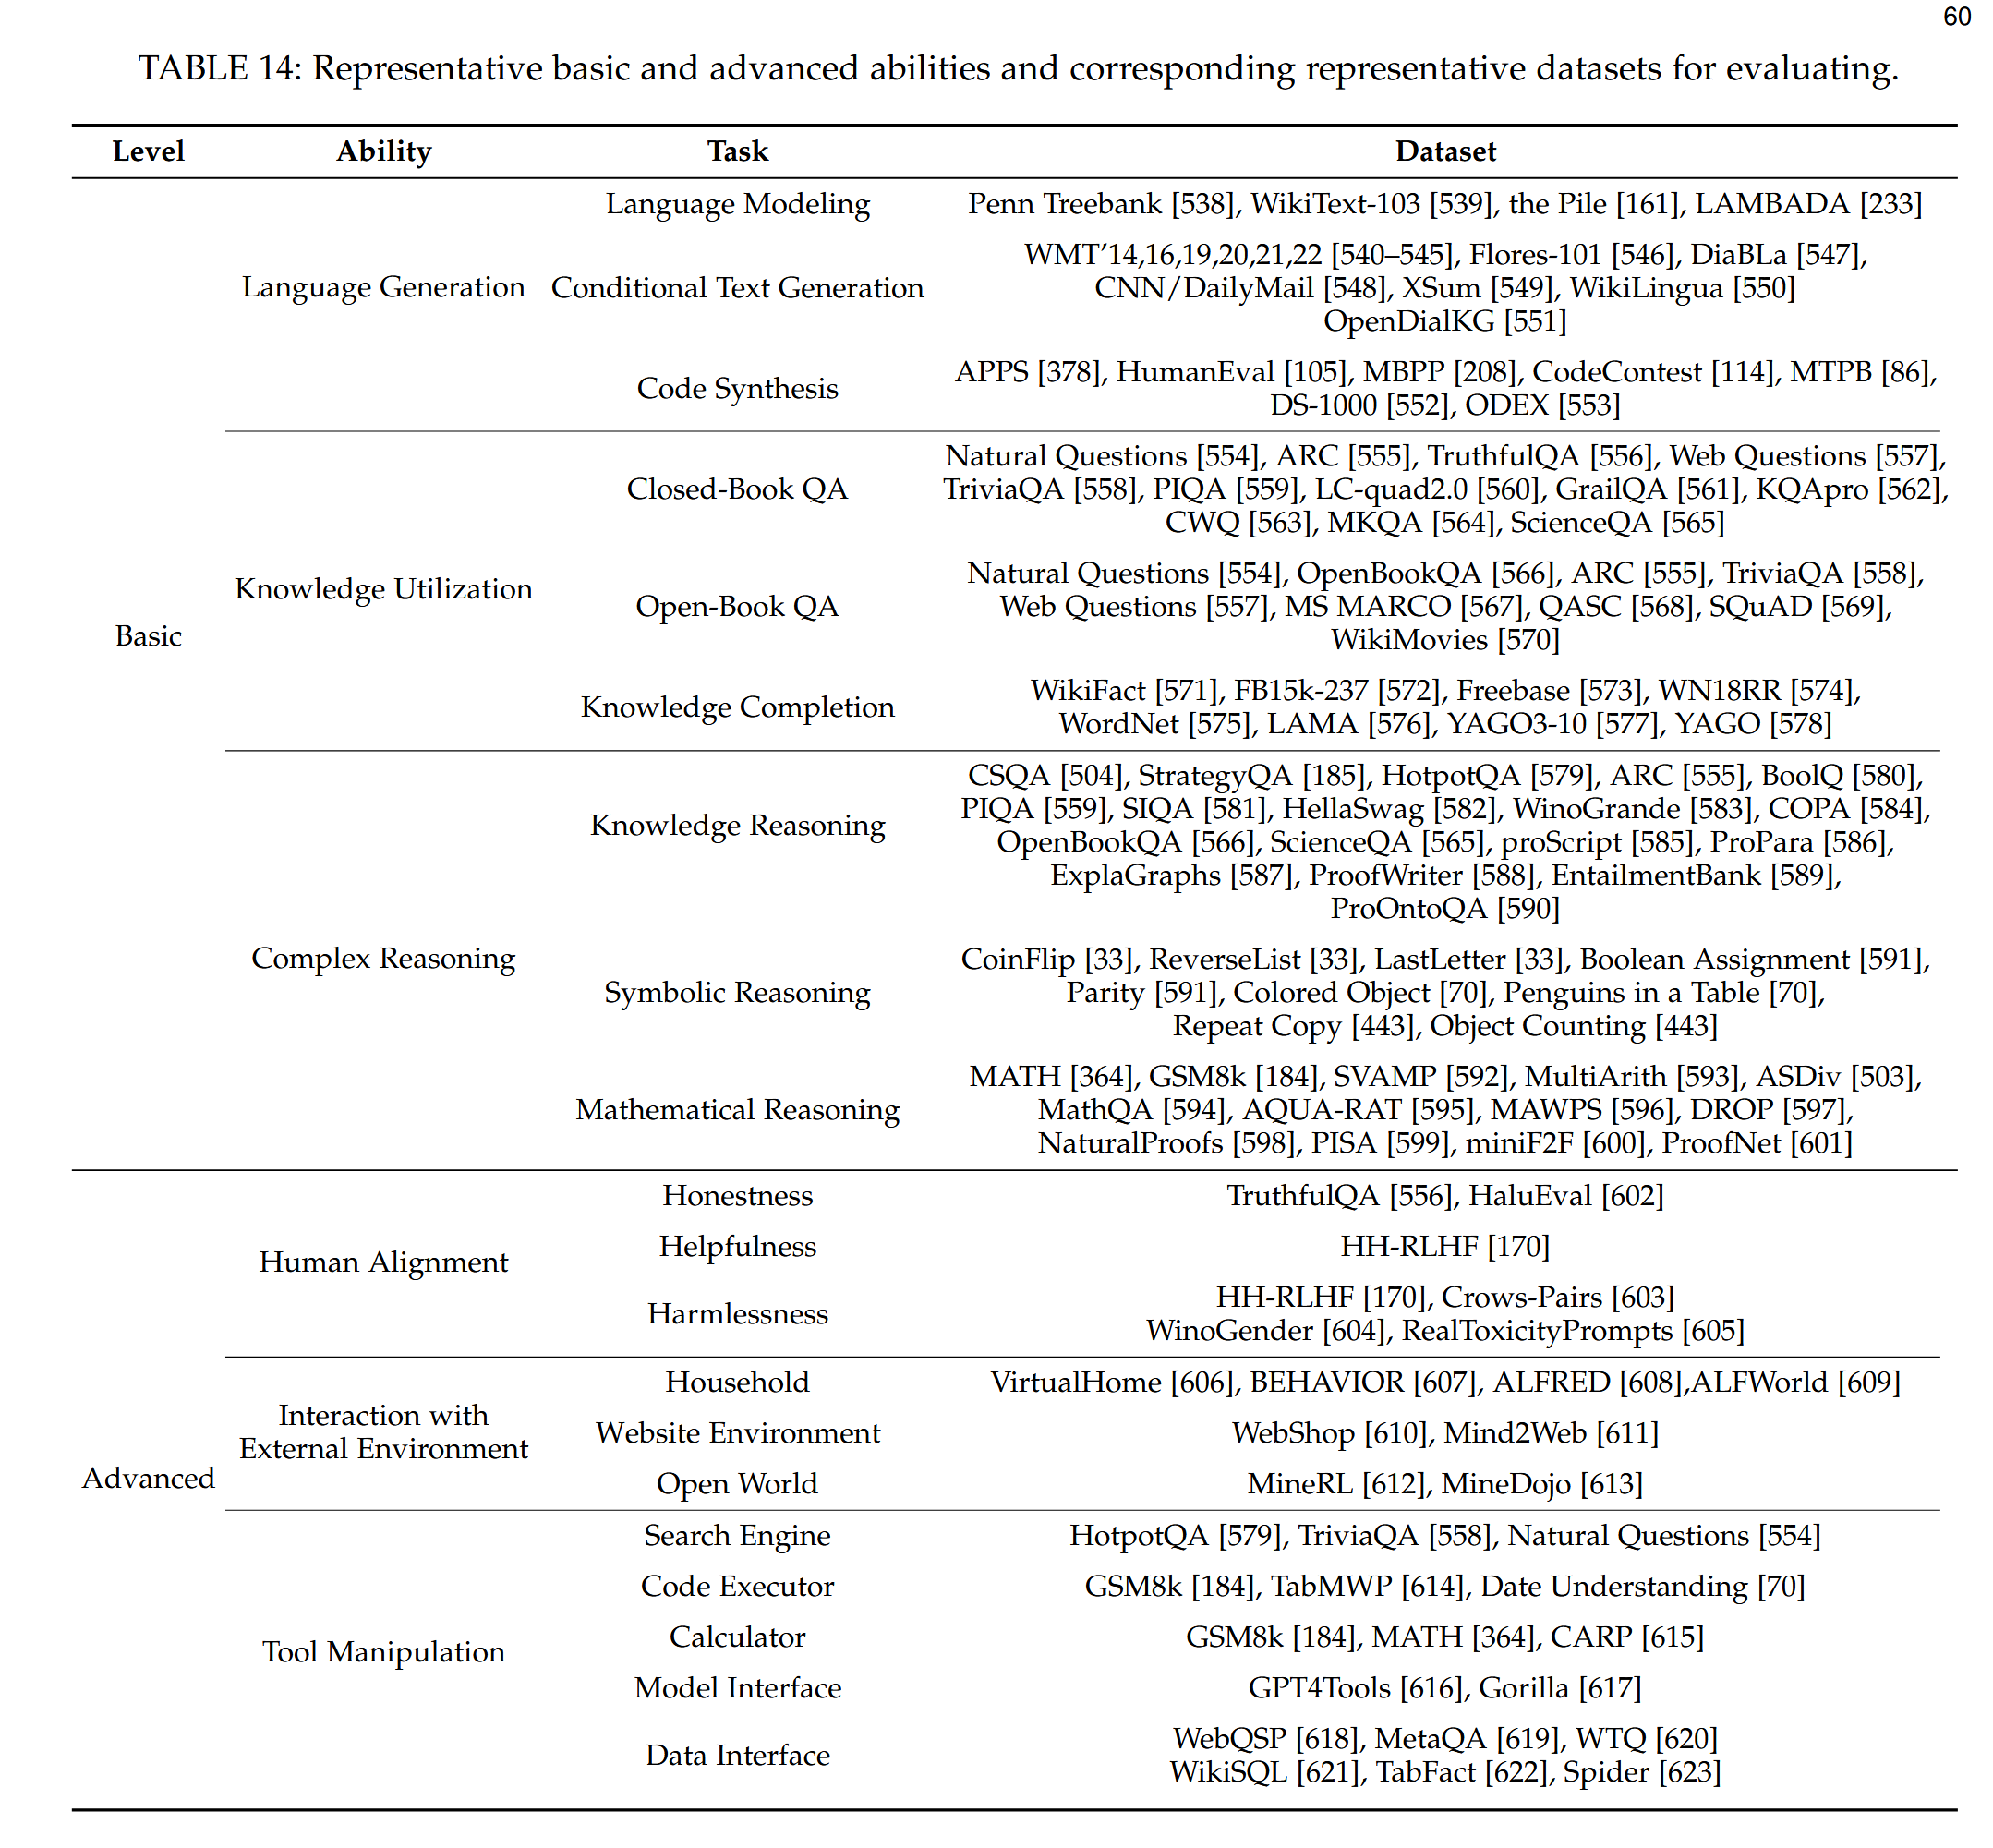 60
TABLE 14: Representative basic and advanced abilities and corresponding representative datasets for evaluating.
Level Ability Task Dataset
Language Modeling Penn Treebank [538], WikiText-103 [539], the Pile [161], LAMBADA [233]
Language Generation Conditional Text Generation WMT’14,16,19,20,21,22 [540–545], Flores-101 [546], DiaBLa [547],
CNN/DailyMail [548], XSum [549], WikiLingua [550]
OpenDialKG [551]
Code Synthesis APPS [378], HumanEval [105], MBPP [208], CodeContest [114], MTPB [86],
DS-1000 [552], ODEX [553]
Basic
Knowledge Utilization
Closed-Book QA Natural Questions [554], ARC [555], TruthfulQA [556], Web Questions [557],
TriviaQA [558], PIQA [559], LC-quad2.0 [560], GrailQA [561], KQApro [562],
CWQ [563], MKQA [564], ScienceQA [565]
Open-Book QA Natural Questions [554], OpenBookQA [566], ARC [555], TriviaQA [558],
Web Questions [557], MS MARCO [567], QASC [568], SQuAD [569],
WikiMovies [570]
Knowledge Completion WikiFact [571], FB15k-237 [572], Freebase [573], WN18RR [574],
WordNet [575], LAMA [576], YAGO3-10 [577], YAGO [578]
Complex Reasoning
Knowledge Reasoning CSQA [504], StrategyQA [185], HotpotQA [579], ARC [555], BoolQ [580],
PIQA [559], SIQA [581], HellaSwag [582], WinoGrande [583], COPA [584],
OpenBookQA [566], ScienceQA [565], proScript [585], ProPara [586],
ExplaGraphs [587], ProofWriter [588], EntailmentBank [589],
ProOntoQA [590]
Symbolic Reasoning CoinFlip [33], ReverseList [33], LastLetter [33], Boolean Assignment [591],
Parity [591], Colored Object [70], Penguins in a Table [70],
Repeat Copy [443], Object Counting [443]
Mathematical Reasoning MATH [364], GSM8k [184], SVAMP [592], MultiArith [593], ASDiv [503],
MathQA [594], AQUA-RAT [595], MAWPS [596], DROP [597],
NaturalProofs [598], PISA [599], miniF2F [600], ProofNet [601]
Advanced
Human Alignment
Honestness TruthfulQA [556], HaluEval [602]
Helpfulness HH-RLHF [170]
Harmlessness HH-RLHF [170], Crows-Pairs [603]
WinoGender [604], RealToxicityPrompts [605]
Interaction with
External Environment
Household VirtualHome [606], BEHAVIOR [607], ALFRED [608],ALFWorld [609]
Website Environment WebShop [610], Mind2Web [611]
Open World MineRL [612], MineDojo [613]
Tool Manipulation
Search Engine HotpotQA [579], TriviaQA [558], Natural Questions [554]
Code Executor GSM8k [184], TabMWP [614], Date Understanding [70]
Calculator GSM8k [184], MATH [364], CARP [615]
Model Interface GPT4Tools [616], Gorilla [617]
Data Interface WebQSP [618], MetaQA [619], WTQ [620]
WikiSQL [621], TabFact [622], Spider [623]